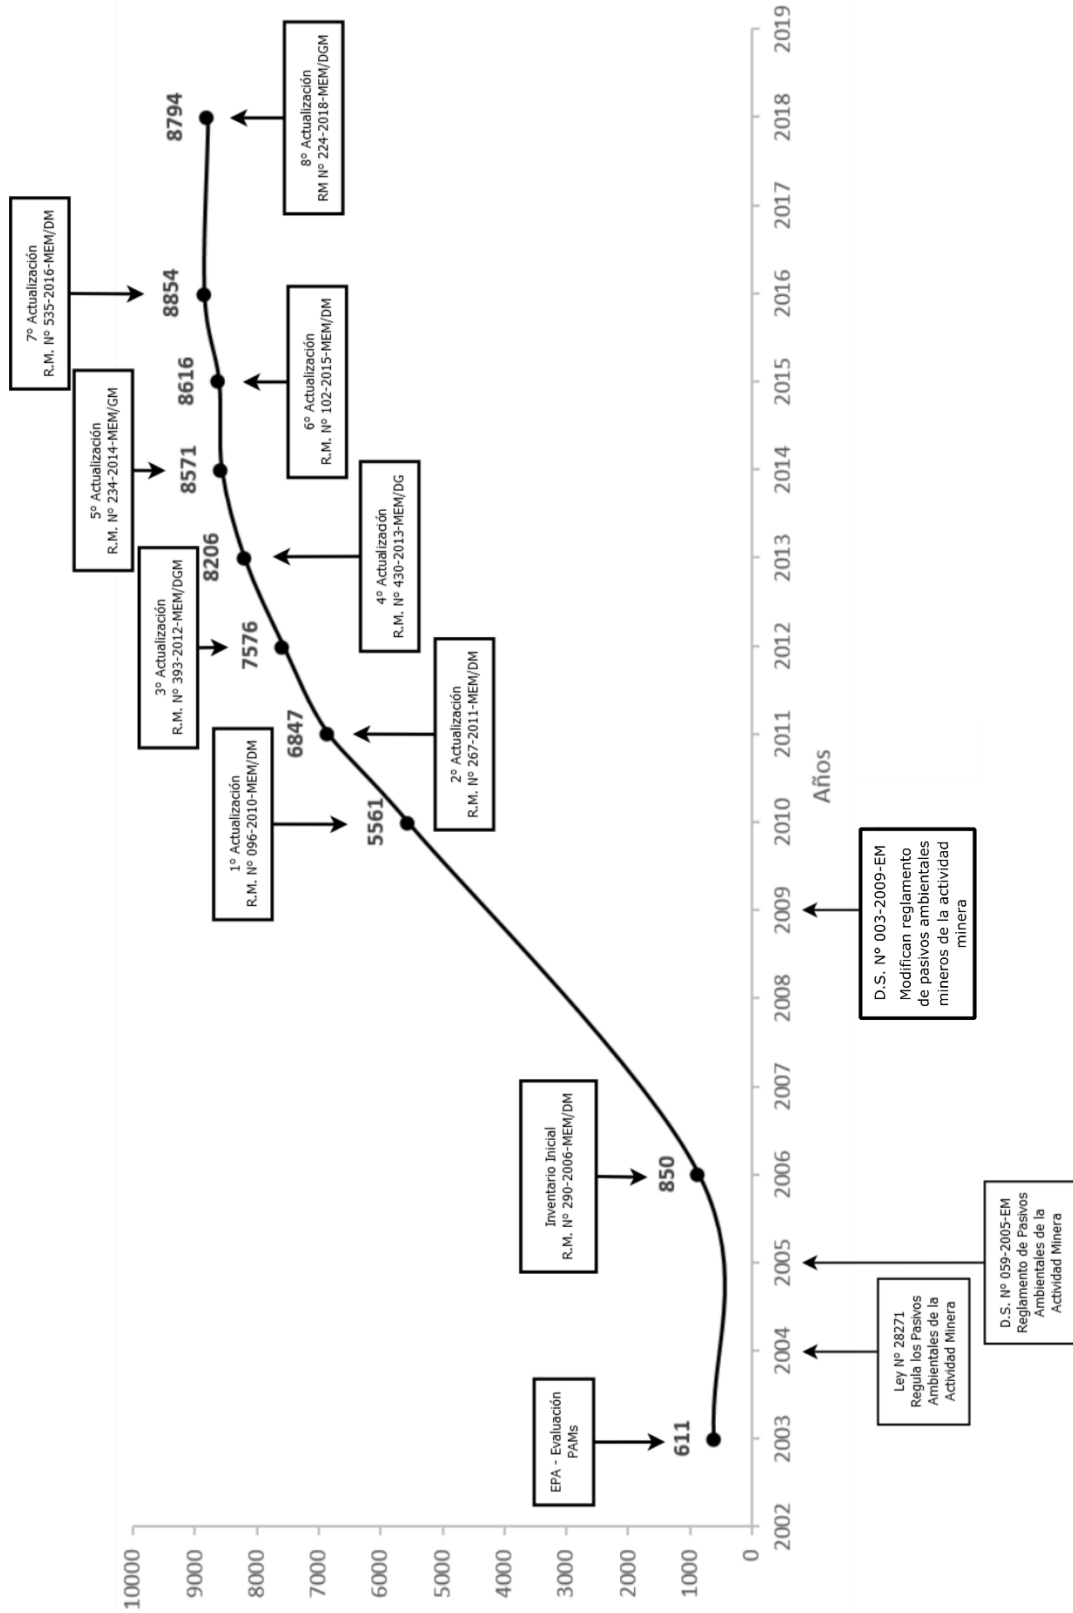 7º Actualización
R.M. Nº 535-2016-MEM/DM
5º Actualización
R.M. Nº 234-2014-MEM/GM
3º Actualización
R.M. Nº 393-2012-MEM/DGM
1º Actualización
R.M. Nº 096-2010-MEM/DM
Inventario Inicial
R.M. Nº 290-2006-MEM/DM
EPA - Evaluación
PAMs
611
850
5561
6847
7576
8206
8571
8616
8854
8794
2º Actualización
R.M. Nº 267-2011-MEM/DM
4º Actualización
R.M. Nº 430-2013-MEM/DG
6º Actualización
R.M. Nº 102-2015-MEM/DM
8º Actualización
RM Nº 224-2018-MEM/DGM
10000
9000
8000
7000
6000
5000
4000
3000
2000
1000
0
2002
2003
2004
2005
2006
2007
2008
2009
2010
2011
2012
2013
2014
2015
2016
2017
2018
2019
Años
Ley Nº 28271
Regula los Pasivos
Ambientales de la
Actividad Minera
D.S. Nº 059-2005-EM
Reglamento de Pasivos
Ambientales de la
Actividad Minera
D.S. N° 003-2009-EM
Modifican reglamento
de pasivos ambientales
mineros de la actividad
minera